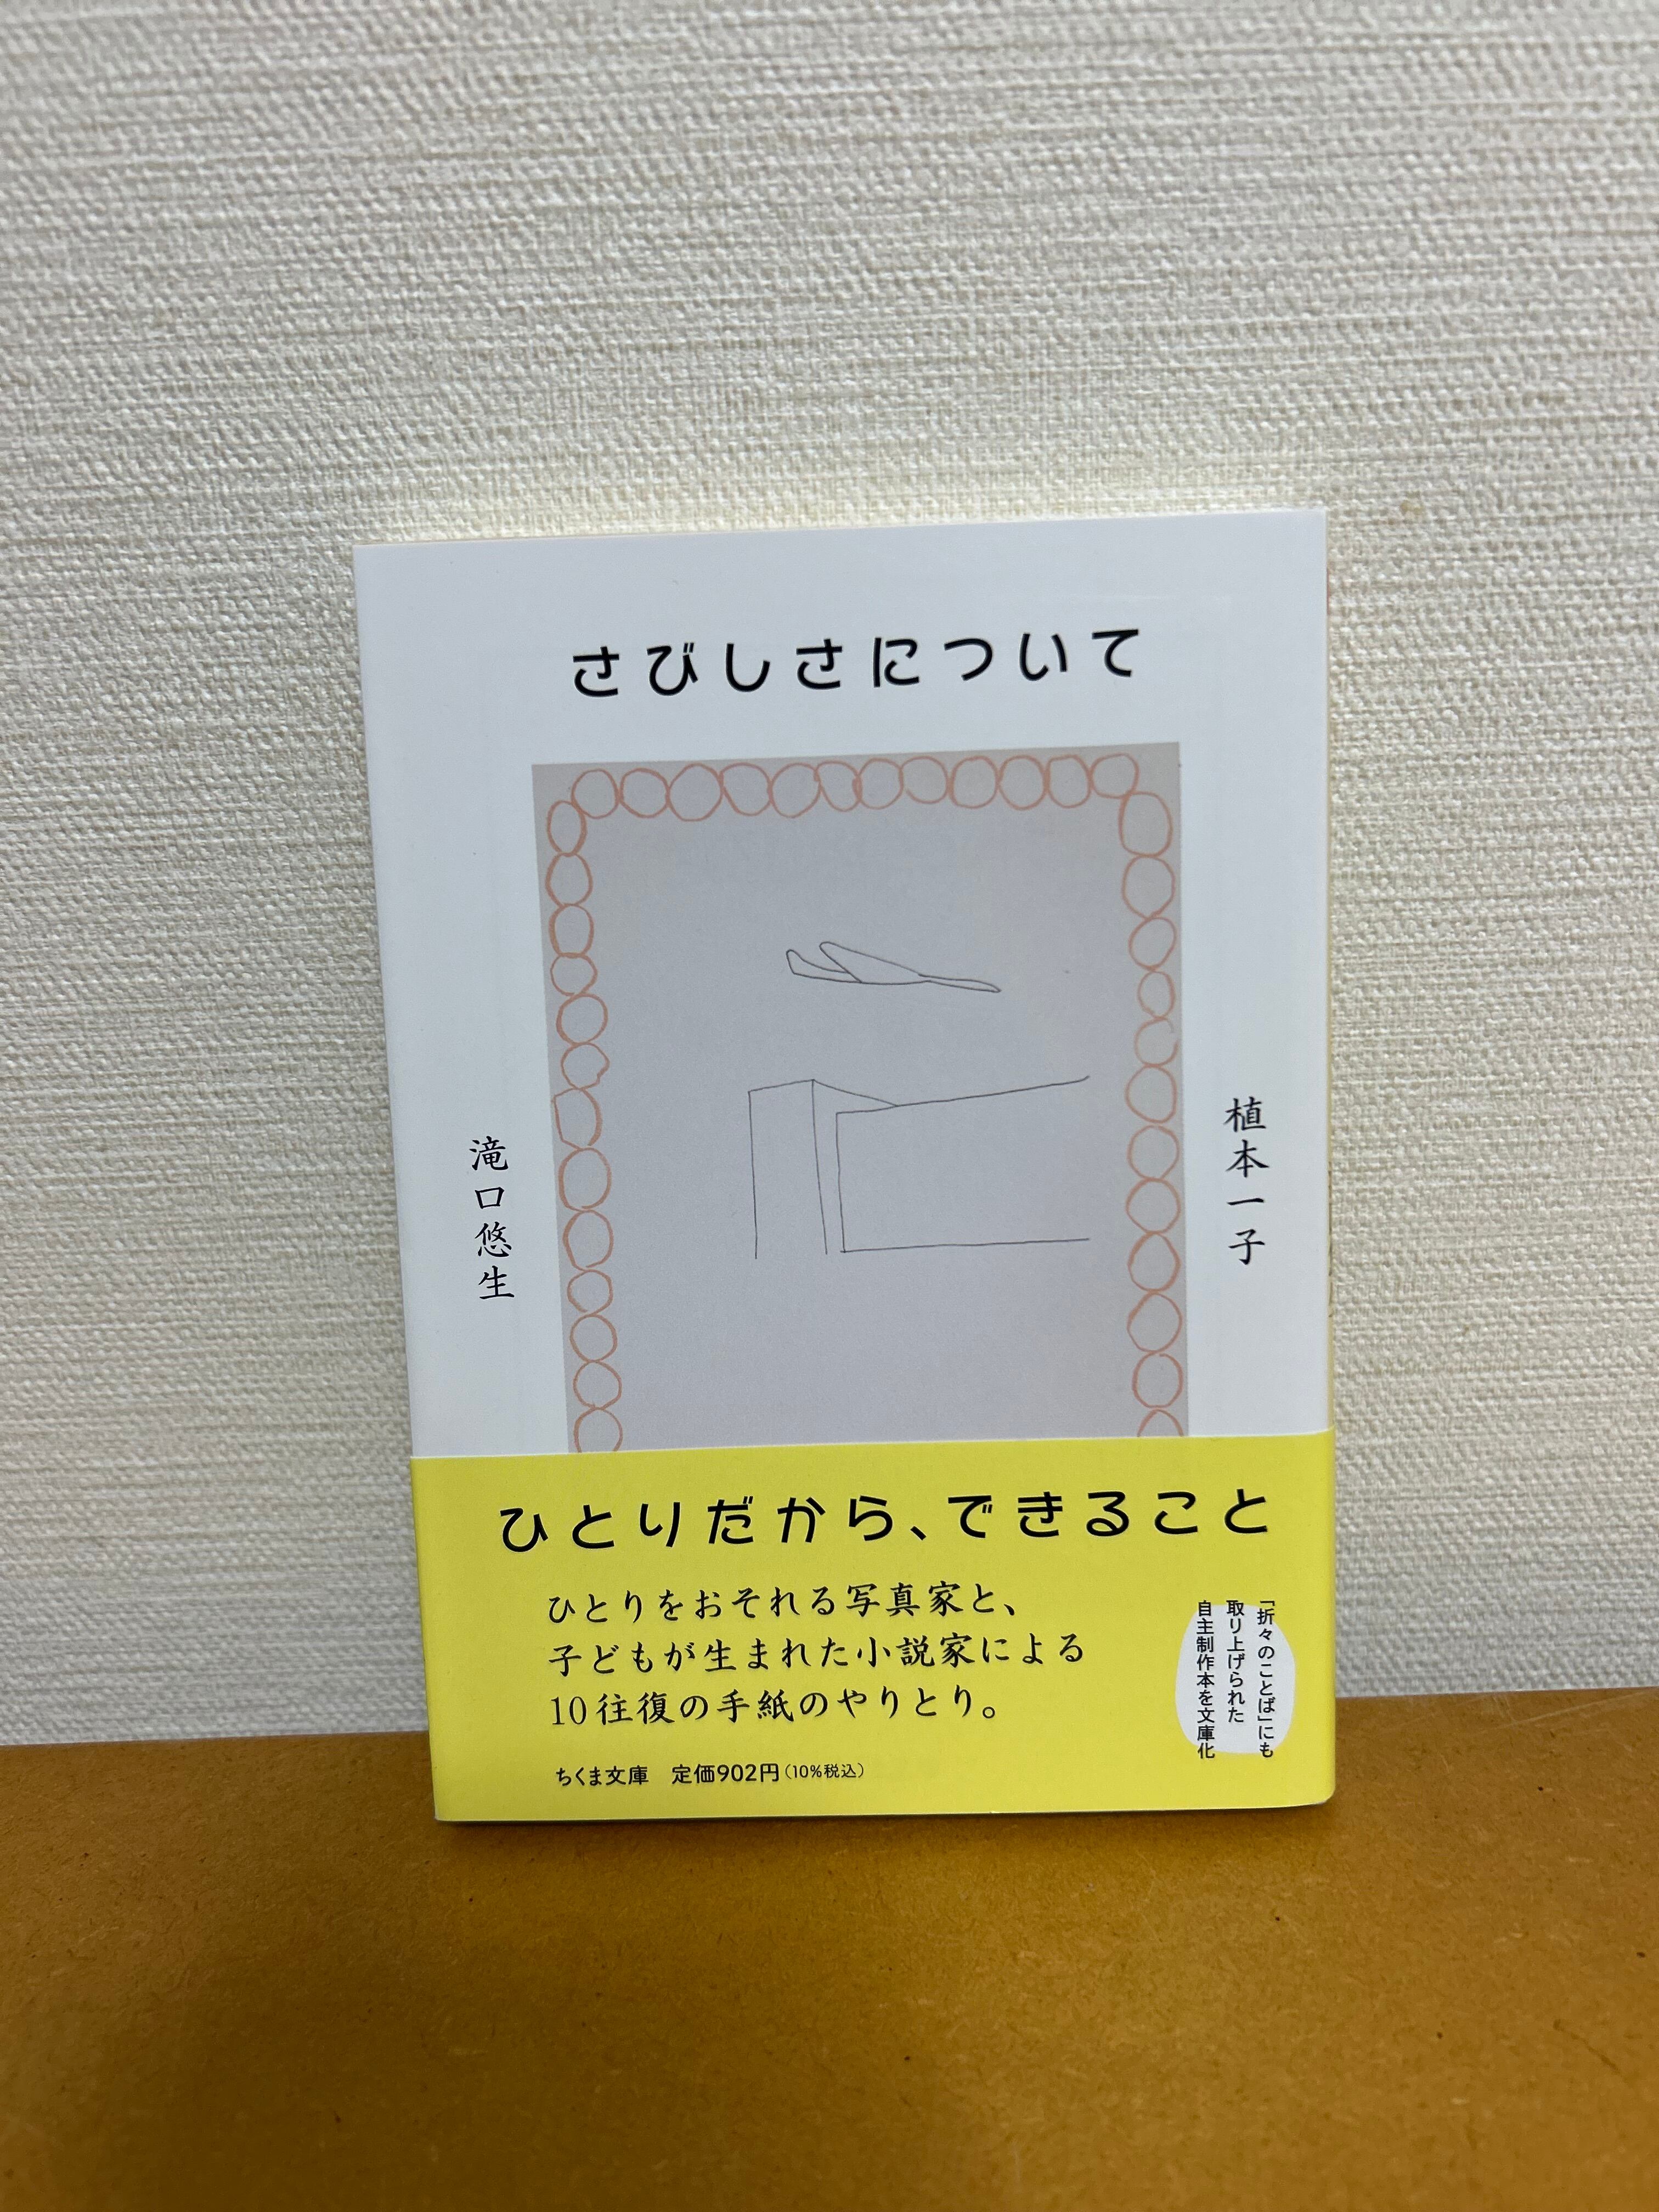 さびしさについて
植本一子
滝口悠生
ひとりだから、できること
ひとりをおそれる写真家と、
子どもが生まれた小説家による
10往復の手紙のやりとり。
「折々のことば」にも
取り上げられた
自主制作本を文庫化
ちくま文庫 定価902円(10%税込)